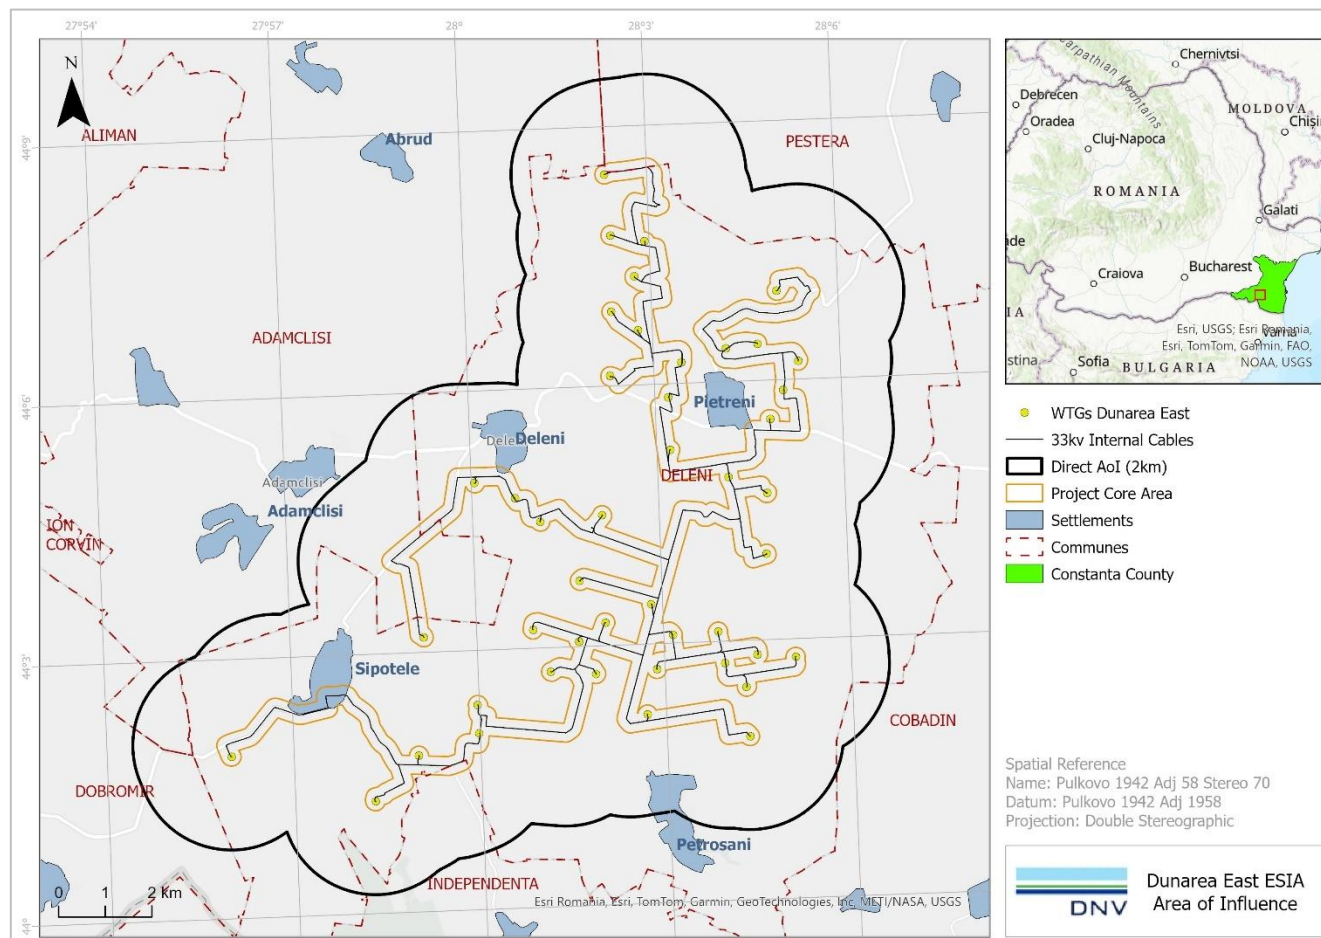 27°54'
27°57'
28°
28°3'
28°6'
N
ALIMAN
Abrud
PESTERA
44°9'
ADAMCLISI
44°6'
Pietreni
Deleni
Adamclisi
Adamclisi
DELENI
ION
CORVIN
44°3'
Sipotele
COBADIN
DOBROMIR
Petrosani
INDEPENDENTA
0 1 2 Km
44°
Esri Romania, Esri, TomTom, Garmin, GeoTechnologies, Inc, METI/NASA, USGS
Chernivtsi
Carpathian Mountains
Debrecen
Oradea
MOLDOVA
Cluj-Napoca
ROMANIA
Galati
Bucharest
Craiova
Esri, USGS; Esri Romania,
Esri, TomTom, Garmin, FAO,
NOAA, USGS
Varna
Sofia
BULGARIA
WTGs Dunarea East
33kv Internal Cables
Direct AoI (2km)
Project Core Area
Settlements
Communes
Constanta County
Spatial Reference
Name: Pulkovo 1942 Adj 58 Stereo 70
Datum: Pulkovo 1942 Adj 1958
Projection: Double Stereographic
DNV
Dunarea East ESIA
Area of Influence